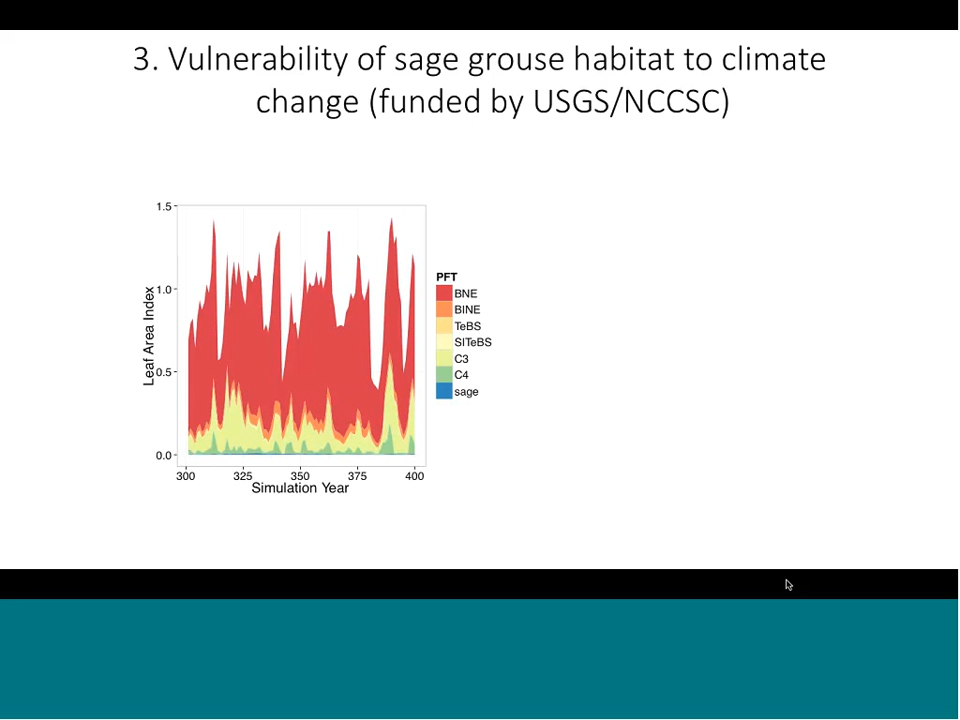 3. Vulnerability of sage grouse habitat to climate
change (funded by USGS/NCCSC)
1.5
1.0
0.5
0.0
Leaf Area Index
300 325 350 375 400
Simulation Year
PFT
BNE
BINE
TeBS
SITeBS
C3
C4
sage